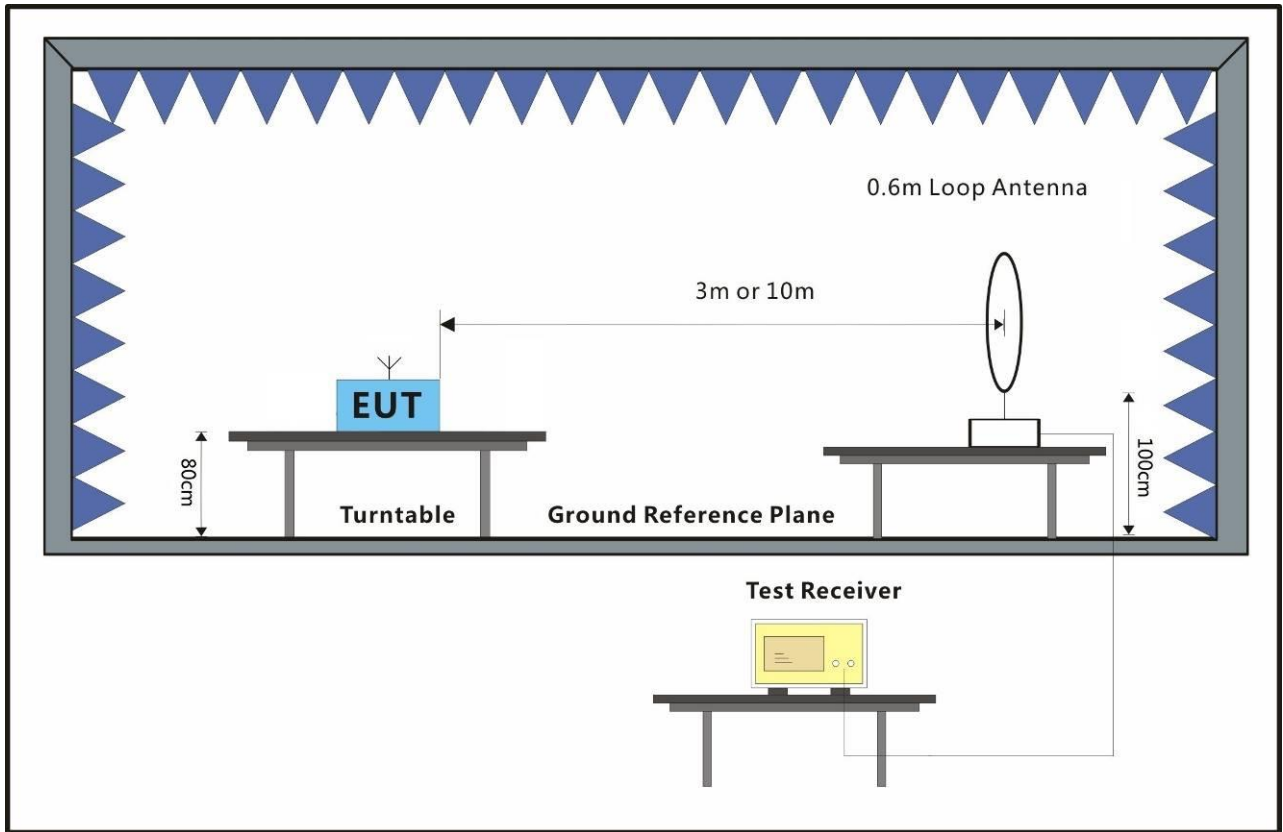 0.6m Loop Antenna
3m or 10m
EUT
80cm
100cm
Turntable
Ground Reference Plane
Test Receiver